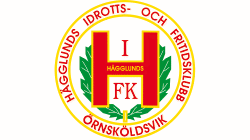 HÄGGLUNDS IDROTTS- OCH FRITIDSKLUBB
I
HÄGGLUNDS
FK
ÖRNSKÖLDSVIK